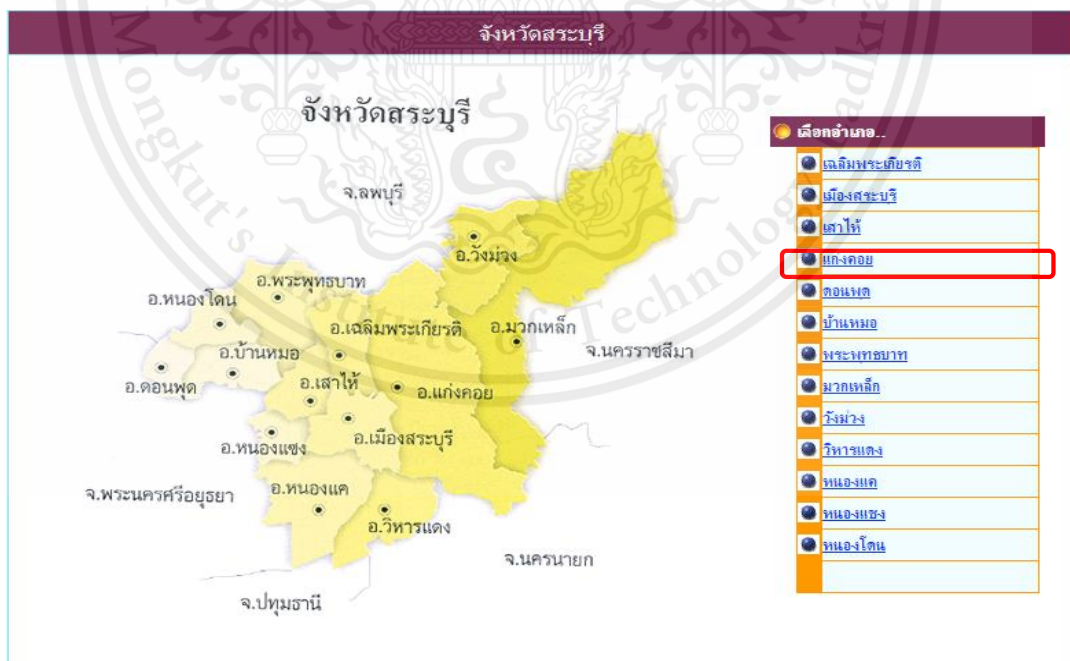 จังหวัดสระบุรี
จังหวัดสระบุรี
จ.ลพบุรี
อ.วังม่วง
อ.พระพุทธบาท
อ.หนองโดน
อ.เฉลิมพระเกียรติ
อ.มวกเหล็ก
อ.บ้านหมอ
จ.นครราชสีมา
อ.ดอนพุด
อ.เสาไห้
อ.แก่งคอย
อ.หนองแซง
อ.เมืองสระบุรี
จ.พระนครศรีอยุธยา
อ.หนองแค
อ.วิหารแดง
จ.นครนายก
จ.ปทุมธานี
เลือกอำเภอ..
เฉลิมพระเกียรติ
เมืองสระบุรี
เสาไห้
แก่งคอย
ดอนพุด
บ้านหมอ
พระพุทธบาท
มวกเหล็ก
วังม่วง
วิหารแดง
หนองแค
หนองแซง
หนองโดน
Mongkut's Institute of Technology Ladkra